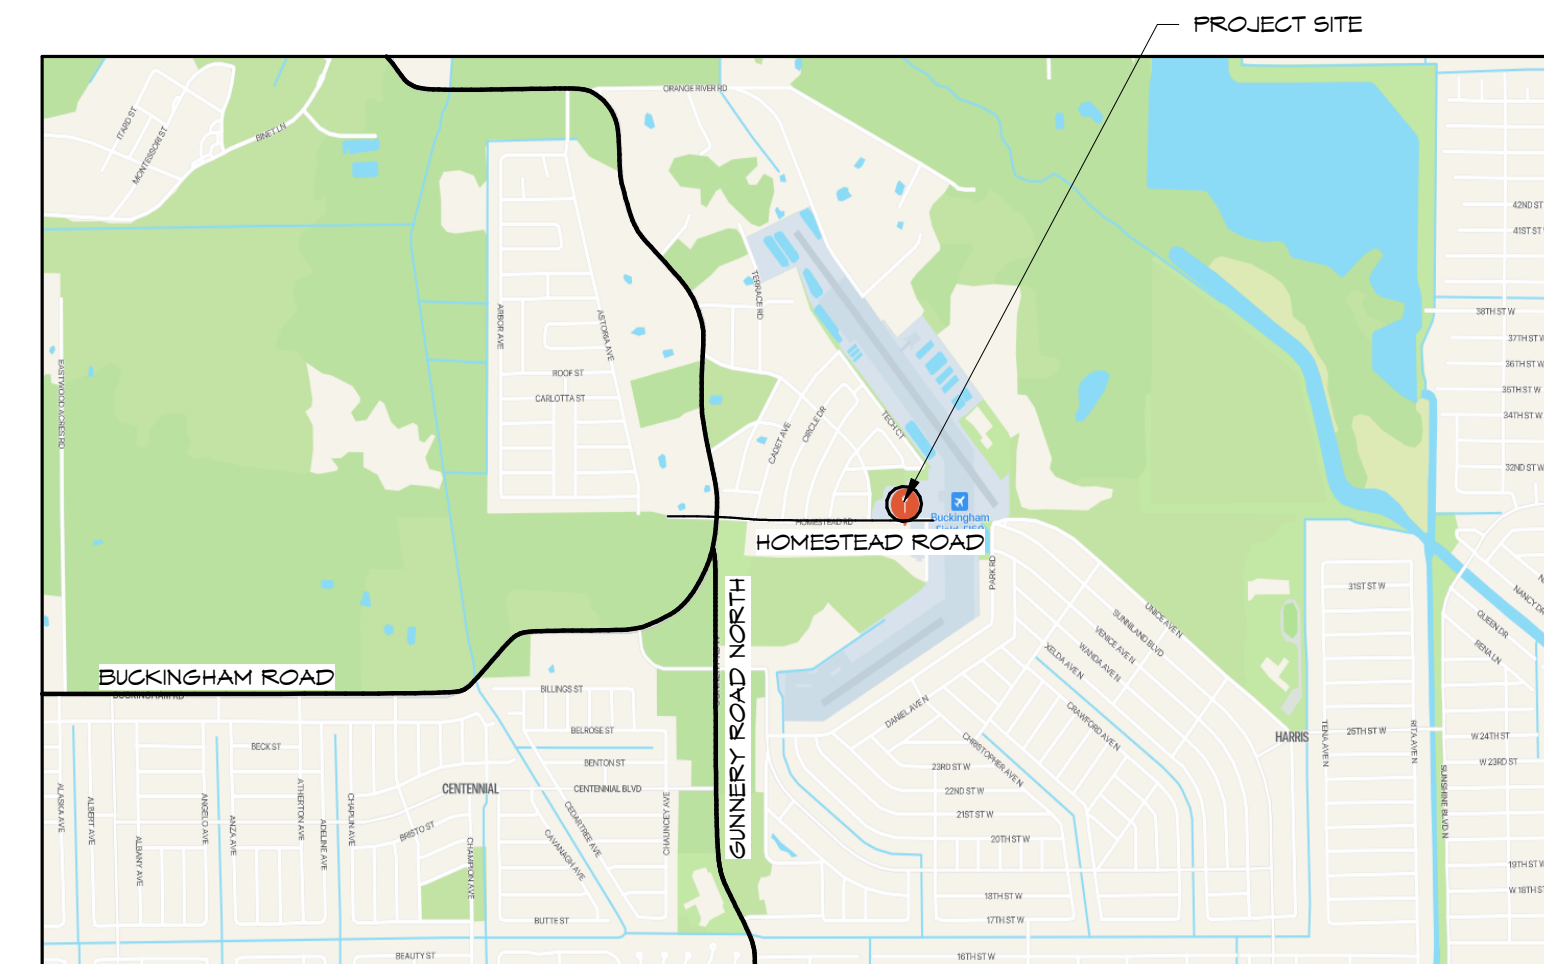 PROJECT SITE
ORANGE RIVER RD
ITARD ST
MONTESSORI ST
BINET LN
42ND ST
41ST ST
TERRACE RD
ARBOR AVE
ASTORIA AVE
38TH ST W
37TH ST W
36TH ST W
35TH ST W
34TH ST W
32ND ST W
EASTWOOD ACRES RD
ROOF ST
CARLOTTA ST
CADET AVE
CIRCLE DR
TECH CT
HOMESTEAD RD
Buckingham
HOMESTEAD ROAD
PARK RD
31ST ST W
NANCY DR
QUEEN DR
RENA LN
UNICE AVE N
SUNNILAND BLVD
VENICE AVE N
WANDA AVE N
XELDA AVE N
CRAWFORD AVE N
DANIEL AVE N
CHRISTOPHER AVE N
GUNNERY ROAD NORTH
BUCKINGHAM ROAD
BUCKINGHAM RD
BILLINGS ST
BELROSE ST
BECK ST
BENTON ST
CENTENNIAL
CENTENNIAL BLVD
HARRIS
TENA AVE N
25TH ST W
RITA AVE N
W 24TH ST
W 23RD ST
SUNSHINE BLVD N
23RD ST W
22ND ST W
21ST ST W
20TH ST W
18TH ST W
17TH ST W
16TH ST W
19TH ST W
W 18TH ST
ALASKA AVE
ALBERT AVE
ALBANY AVE
ANGELO AVE
ANZA AVE
ATHERTON AVE
ADELINE AVE
CHAPLIN AVE
BRISTO ST
CHAMPION AVE
CEDARTREE AVE
CAVANAGH AVE
CHAUNCEY AVE
BUTTE ST
BEAUTY ST